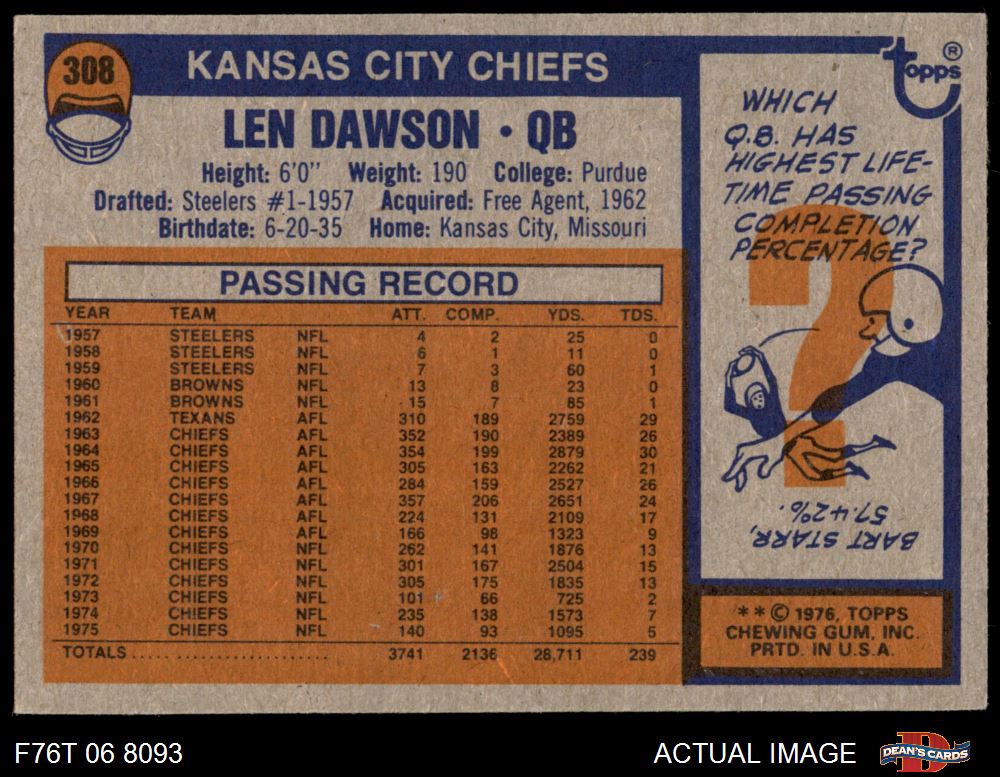 308
KANSAS CITY CHIEFS
LEN DAWSON • QB
Height: 6'0" Weight: 190 College: Purdue
Drafted: Steelers #1-1957 Acquired: Free Agent, 1962
Birthdate: 6-20-35 Home: Kansas City, Missouri
PASSING RECORD
YEAR TEAM ATT. COMP. YDS. TDS.
1957 STEELERS NFL 4 2 25 0
1958 STEELERS NFL 6 1 11 0
1959 STEELERS NFL 7 3 60 1
1960 BROWNS NFL 13 8 23 0
1961 BROWNS NFL 15 7 85 1
1962 TEXANS AFL 310 189 2759 29
1963 CHIEFS AFL 352 190 2389 26
1964 CHIEFS AFL 354 199 2879 30
1965 CHIEFS AFL 305 163 2262 21
1966 CHIEFS AFL 284 159 2527 26
1967 CHIEFS AFL 357 206 2651 24
1968 CHIEFS AFL 224 131 2109 17
1969 CHIEFS AFL 166 98 1323 9
1970 CHIEFS NFL 262 141 1876 13
1971 CHIEFS NFL 301 167 2504 15
1972 CHIEFS NFL 305 175 1835 13
1973 CHIEFS NFL 101 66 725 2
1974 CHIEFS NFL 235 138 1573 7
1975 CHIEFS NFL 140 93 1095 5
TOTALS..... .................... 3741 2136 28,711 239
topps ®
WHICH
Q.B. HAS
HIGHEST LIFE-
TIME PASSING
COMPLETION
PERCENTAGE?
?
BART STARR,
57.42%.
** © 1976, TOPPS
CHEWING GUM, INC.
PRTD. IN U.S.A.
F76T 06 8093
ACTUAL IMAGE
D
DEAN'S CARDS